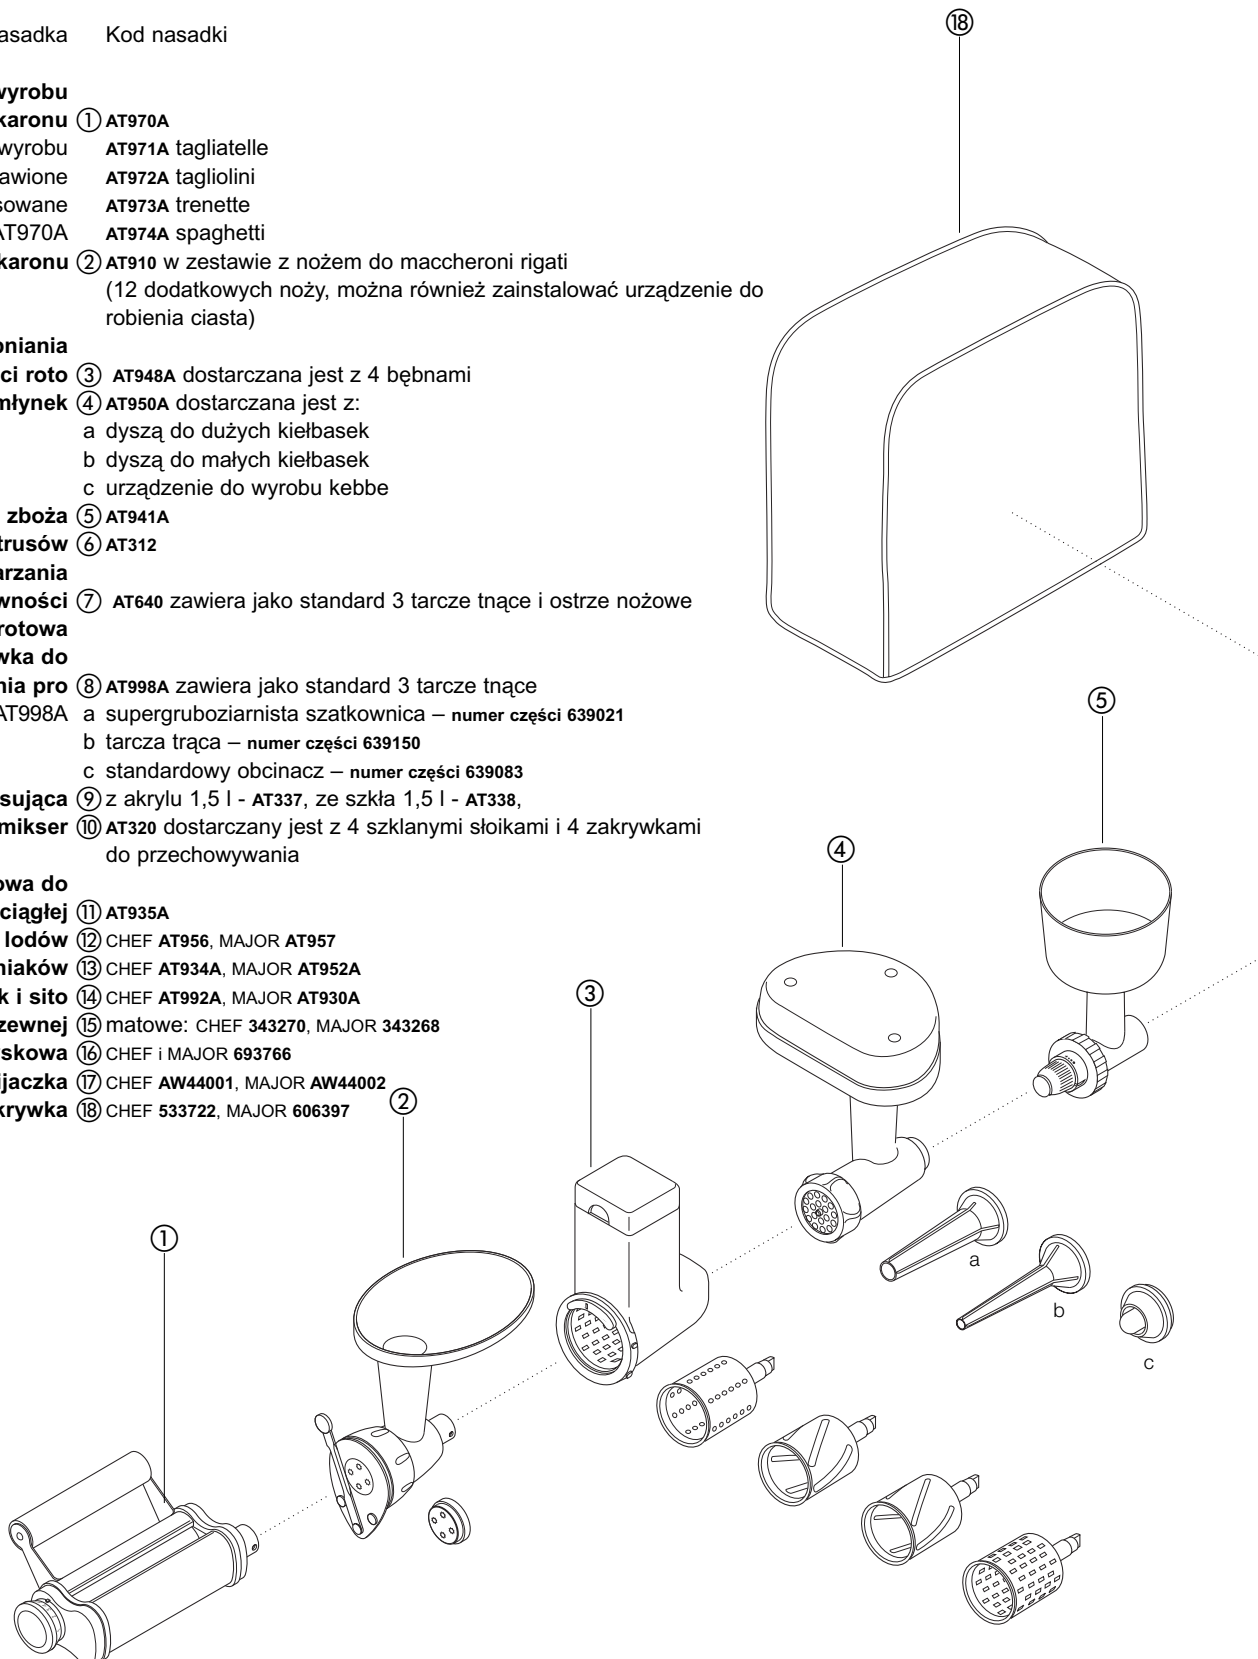 asadka Kod nasadki
wyrobu
karonu ① AT970A
wyrobu AT971A tagliatelle
awione AT972A tagliolini
sowane AT973A trenette
AT970A AT974A spaghetti
karonu ② AT910 w zestawie z nożem do maccheroni rigati
(12 dodatkowych noży, można również zainstalować urządzenie do
robienia ciasta)
bniania
ci roto ③ AT948A dostarczana jest z 4 bębnami
młynek ④ AT950A dostarczana jest z:
a dyszą do dużych kiełbasek
b dyszą do małych kiełbasek
c urządzenie do wyrobu kebbe
zboża ⑤ AT941A
trusów ⑥ AT312
arzania
wności ⑦ AT640 zawiera jako standard 3 tarcze tnące i ostrze nożowe
rotowa
wka do
nia pro ⑧ AT998A zawiera jako standard 3 tarcze tnące
AT998A a supergruboziarnista szatkownica – numer części 639021
b tarcza trąca – numer części 639150
c standardowy obcinacz – numer części 639083
sująca ⑨ z akrylu 1,5 l - AT337, ze szkła 1,5 l - AT338,
mikser ⑩ AT320 dostarczany jest z 4 szklanymi słoikami i 4 zakrywkami
do przechowywania
owa do
ciągłej ⑪ AT935A
lodów ⑫ CHEF AT956, MAJOR AT957
niaków ⑬ CHEF AT934A, MAJOR AT952A
k i sito ⑭ CHEF AT992A, MAJOR AT930A
zewnej ⑮ matowe: CHEF 343270, MAJOR 343268
skowa ⑯ CHEF i MAJOR 693766
ijaczka ⑰ CHEF AW44001, MAJOR AW44002
krywka ⑱ CHEF 533722, MAJOR 606397
⑱
⑤
④
③
②
①
a
b
c